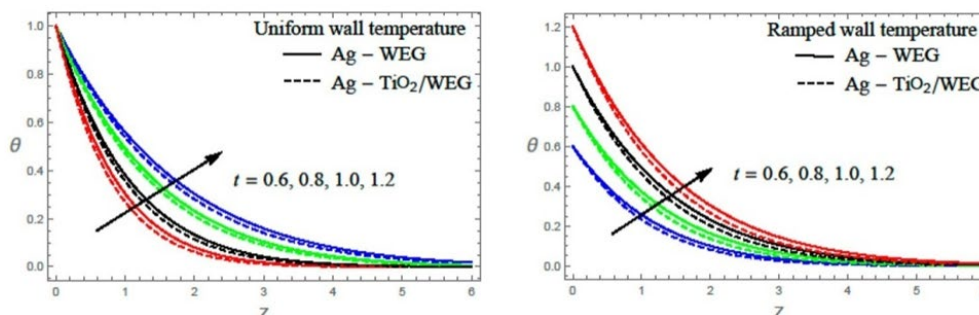 Uniform wall temperature
Ag – WEG
Ag – TiO₂/WEG
1.0
0.8
0.6
0.4
0.2
0.0
θ
t = 0.6, 0.8, 1.0, 1.2
0 1 2 3 4 5 6
Z
Ramped wall temperature
Ag – WEG
Ag – TiO₂/WEG
1.2
1.0
0.8
0.6
0.4
0.2
0.0
θ
t = 0.6, 0.8, 1.0, 1.2
0 1 2 3 4 5
Z